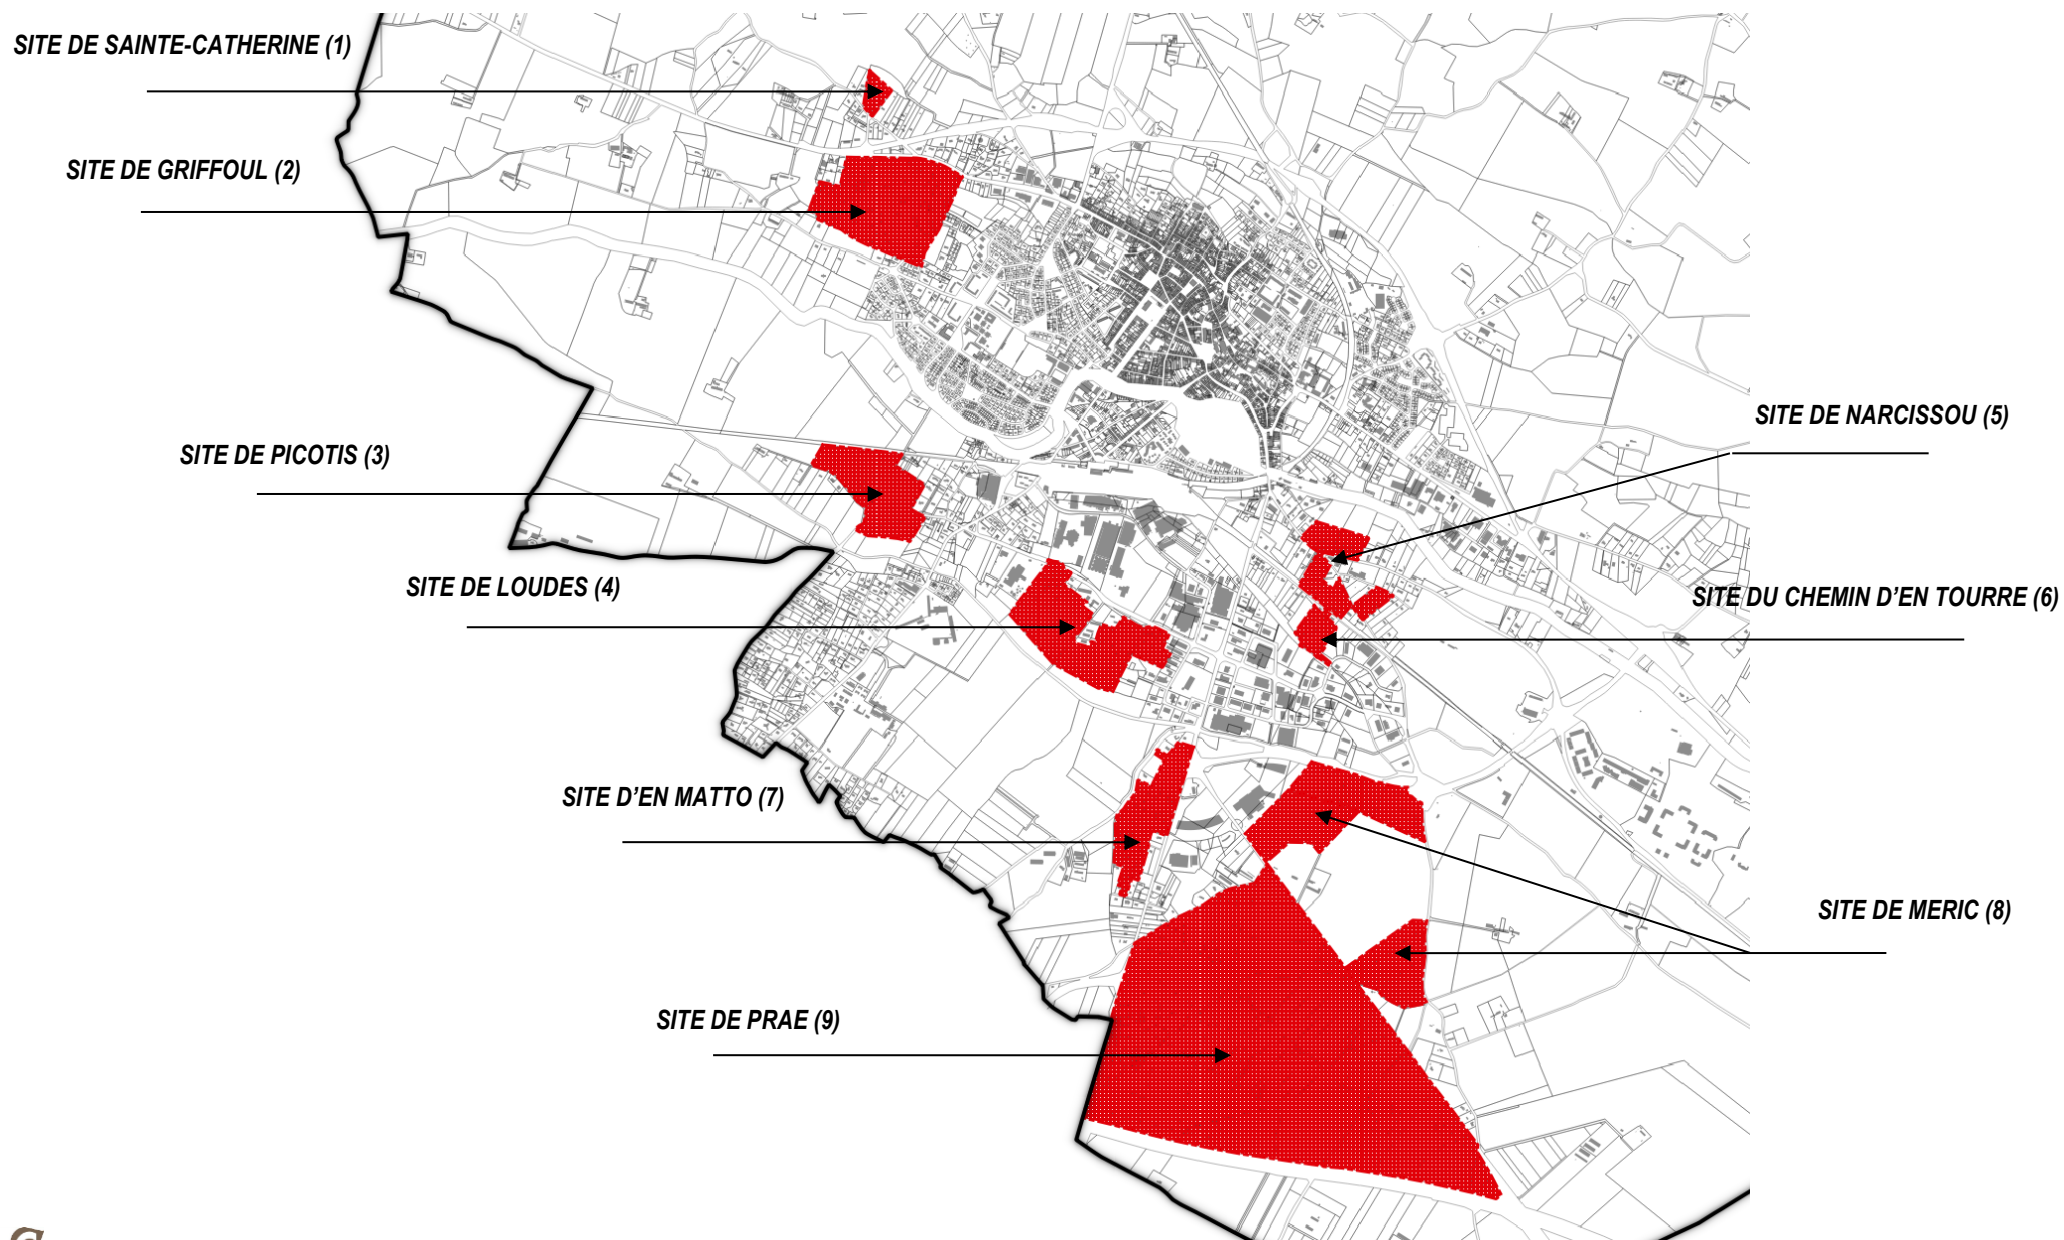 SITE DE SAINTE-CATHERINE (1)
SITE DE GRIFFOUL (2)
SITE DE NARCISSOU (5)
SITE DE PICOTIS (3)
SITE DE LOUDES (4)
SITE DU CHEMIN D'EN TOURRE (6)
SITE D'EN MATTO (7)
SITE DE MERIC (8)
SITE DE PRAE (9)